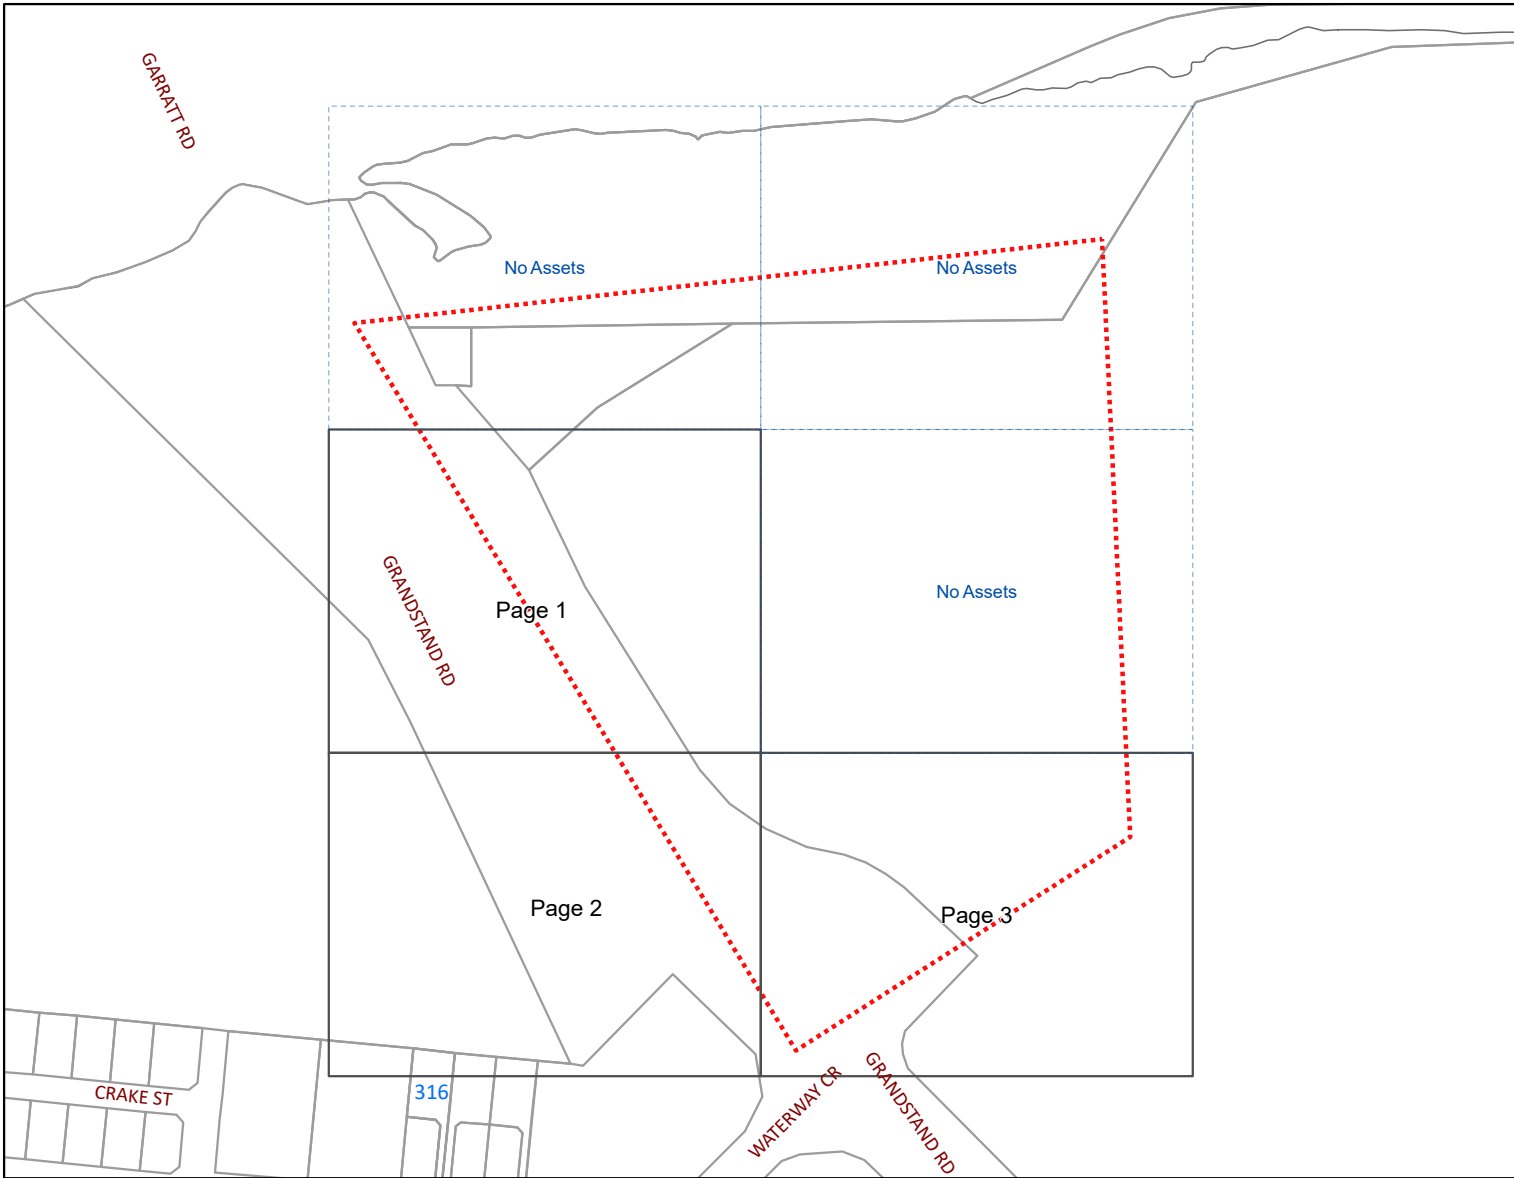 GARRATT RD
No Assets
No Assets
GRANDSTAND RD
Page 1
No Assets
Page 2
Page 3
CRAKE ST
316
WATERWAY CR
GRANDSTAND RD